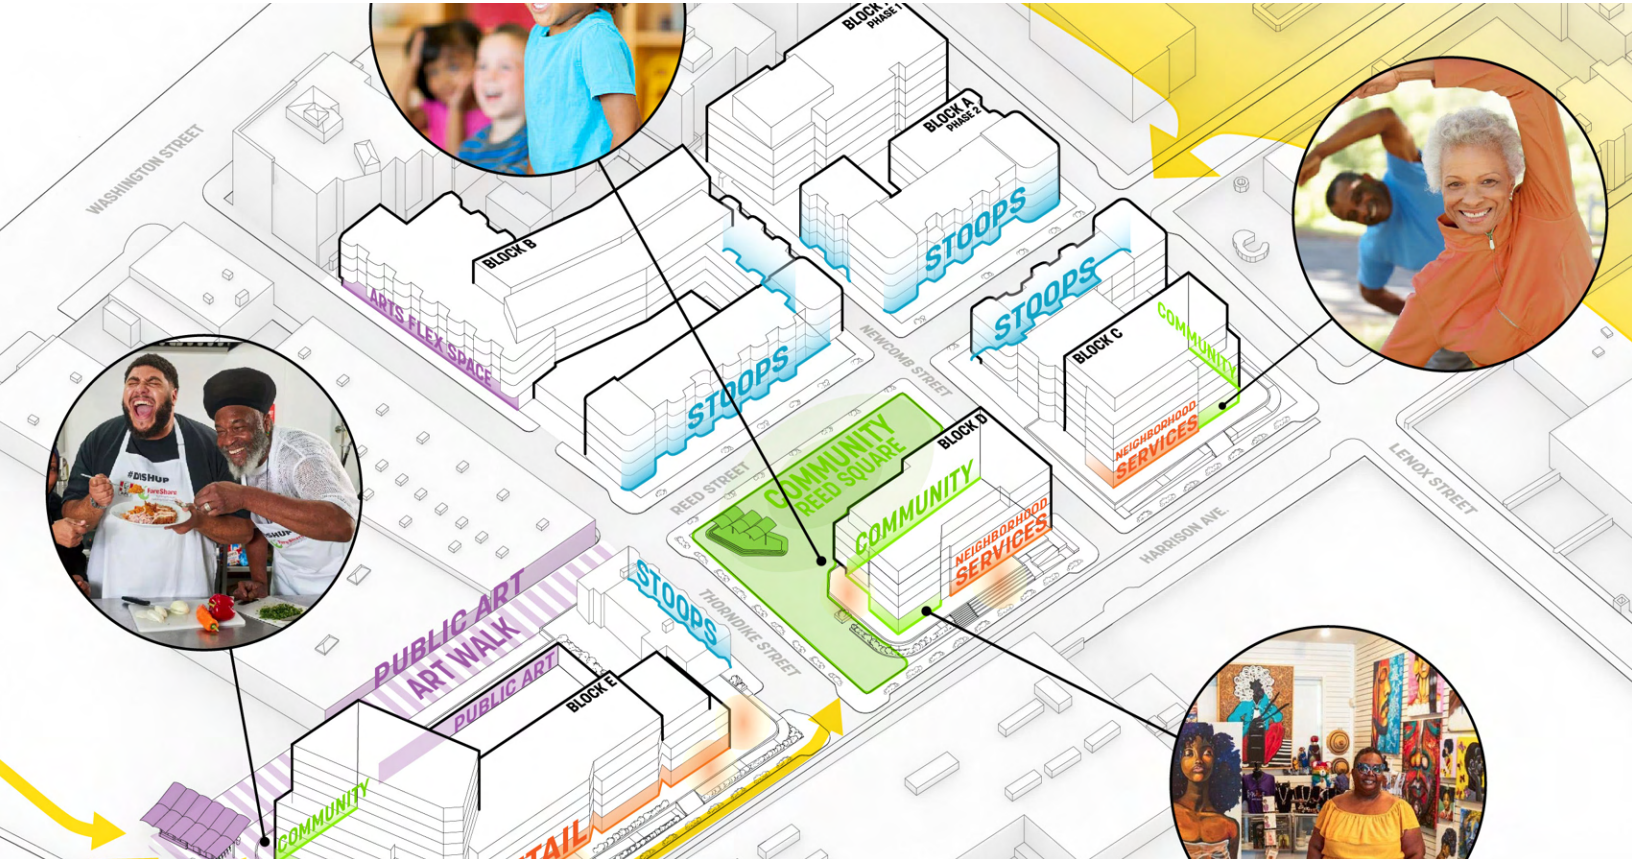 BLOCK
PHASE 1
BLOCK A
PHASE 2
WASHINGTON STREET
STOOPS
BLOCK B
STOOPS
ARTS FLEX SPACE
COMMUNITY
BLOCK C
NEWCOMB STREET
STOOPS
NEIGHBORHOOD
SERVICES
COMMUNITY
REED SQUARE
BLOCK D
COMMUNITY
REED STREET
LENOX STREET
#DISHUP
FareShare
NEIGHBORHOOD
SERVICES
HARRISON AVE.
STOOPS
THORNDIKE STREET
PUBLIC ART
ART WALK
PUBLIC ART
BLOCK E
COMMUNITY
TAIL